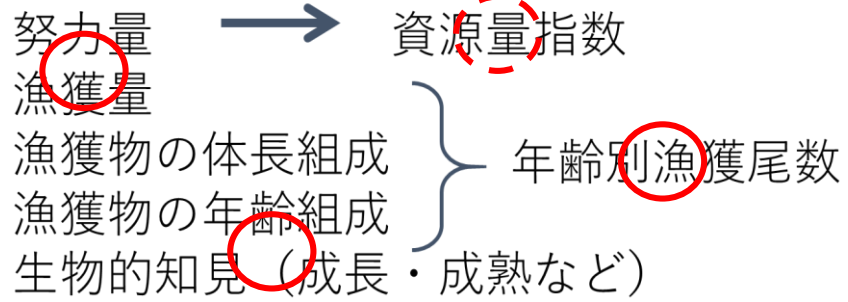 努力量 資源量指数
漁獲量
漁獲物の体長組成
年齢別漁獲尾数
漁獲物の年齢組成
生物的知見（成長・成熟など）